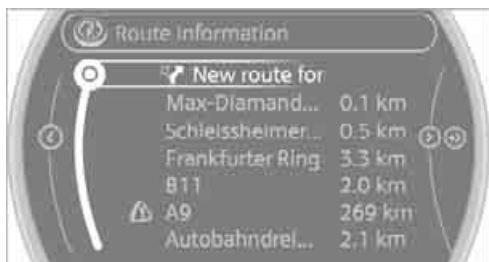 Route information
New route for
Max-Diamand... 0.1 km
Schleissheimer... 0.5 km
Frankfurter Ring 3.3 km
B11 2.0 km
A9 269 km
Autobahndrei... 2.1 km